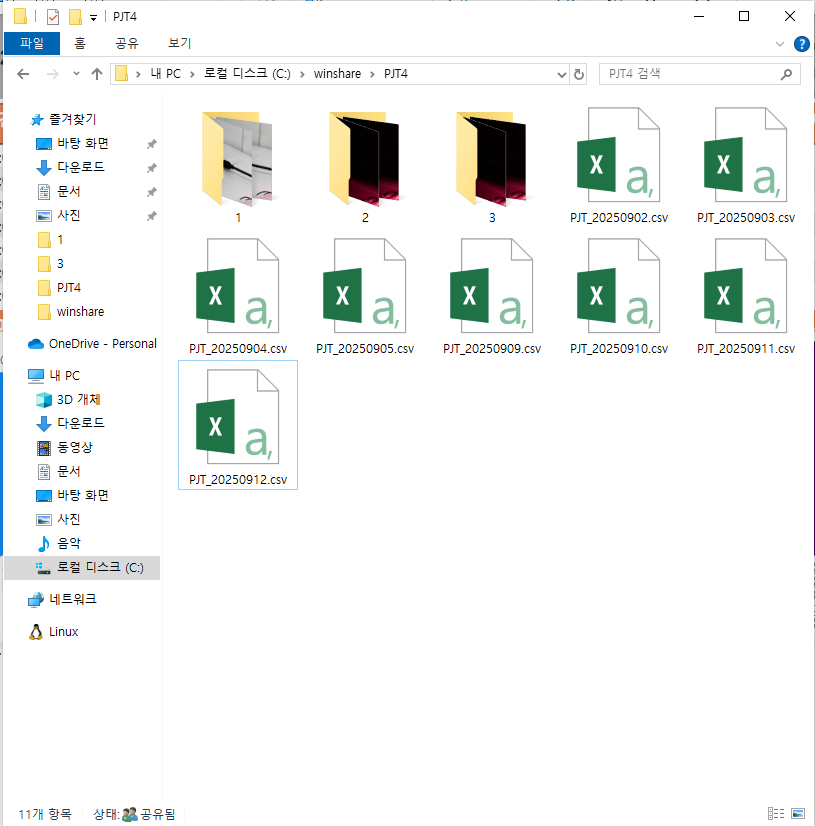 PJT4
파일 홈 공유 보기
내 PC 로컬 디스크 (C:) winshare PJT4
PJT4 검색
즐겨찾기
바탕 화면
다운로드
문서
사진
1
3
PJT4
winshare
OneDrive - Personal
내 PC
3D 개체
다운로드
동영상
문서
바탕 화면
사진
음악
로컬 디스크 (C:)
네트워크
Linux
1
2
3
PJT_20250902.csv
PJT_20250903.csv
PJT_20250904.csv
PJT_20250905.csv
PJT_20250909.csv
PJT_20250910.csv
PJT_20250911.csv
PJT_20250912.csv
11개 항목 상태: 공유됨